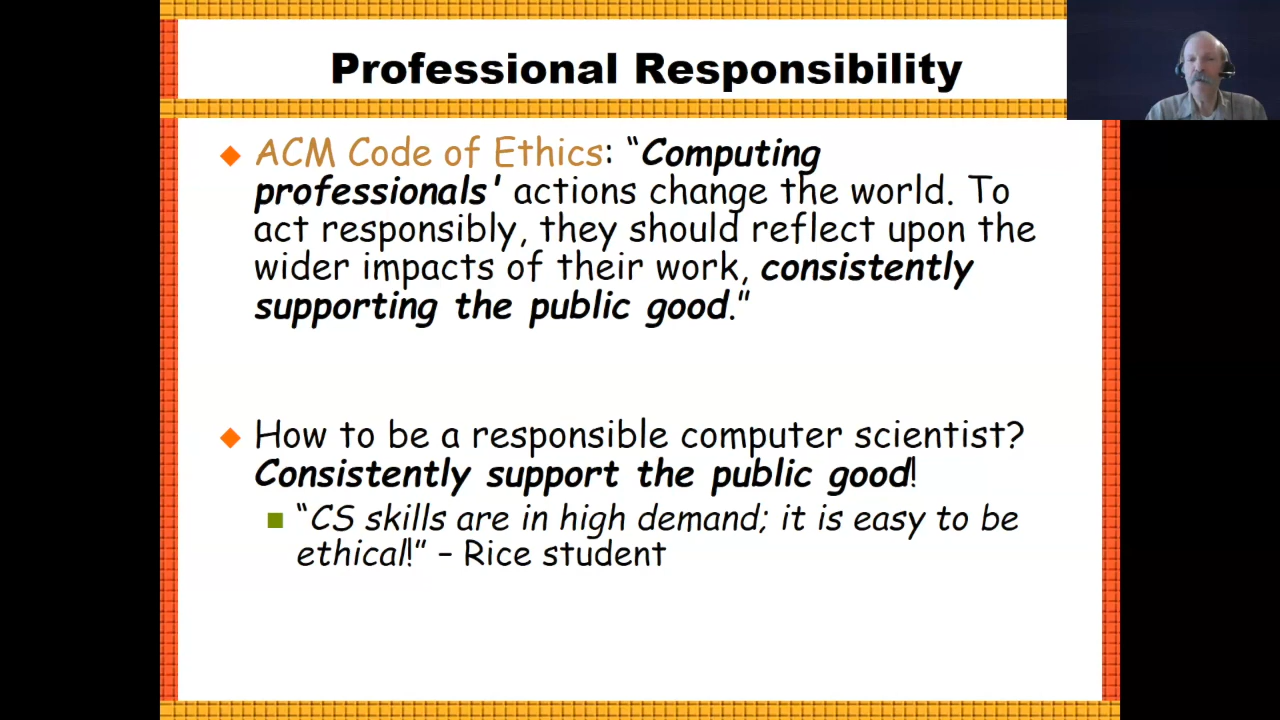 Professional Responsibility
ACM Code of Ethics: “Computing
professionals' actions change the world. To
act responsibly, they should reflect upon the
wider impacts of their work, consistently
supporting the public good.”
How to be a responsible computer scientist?
Consistently support the public good!
“CS skills are in high demand; it is easy to be
ethical!” – Rice student